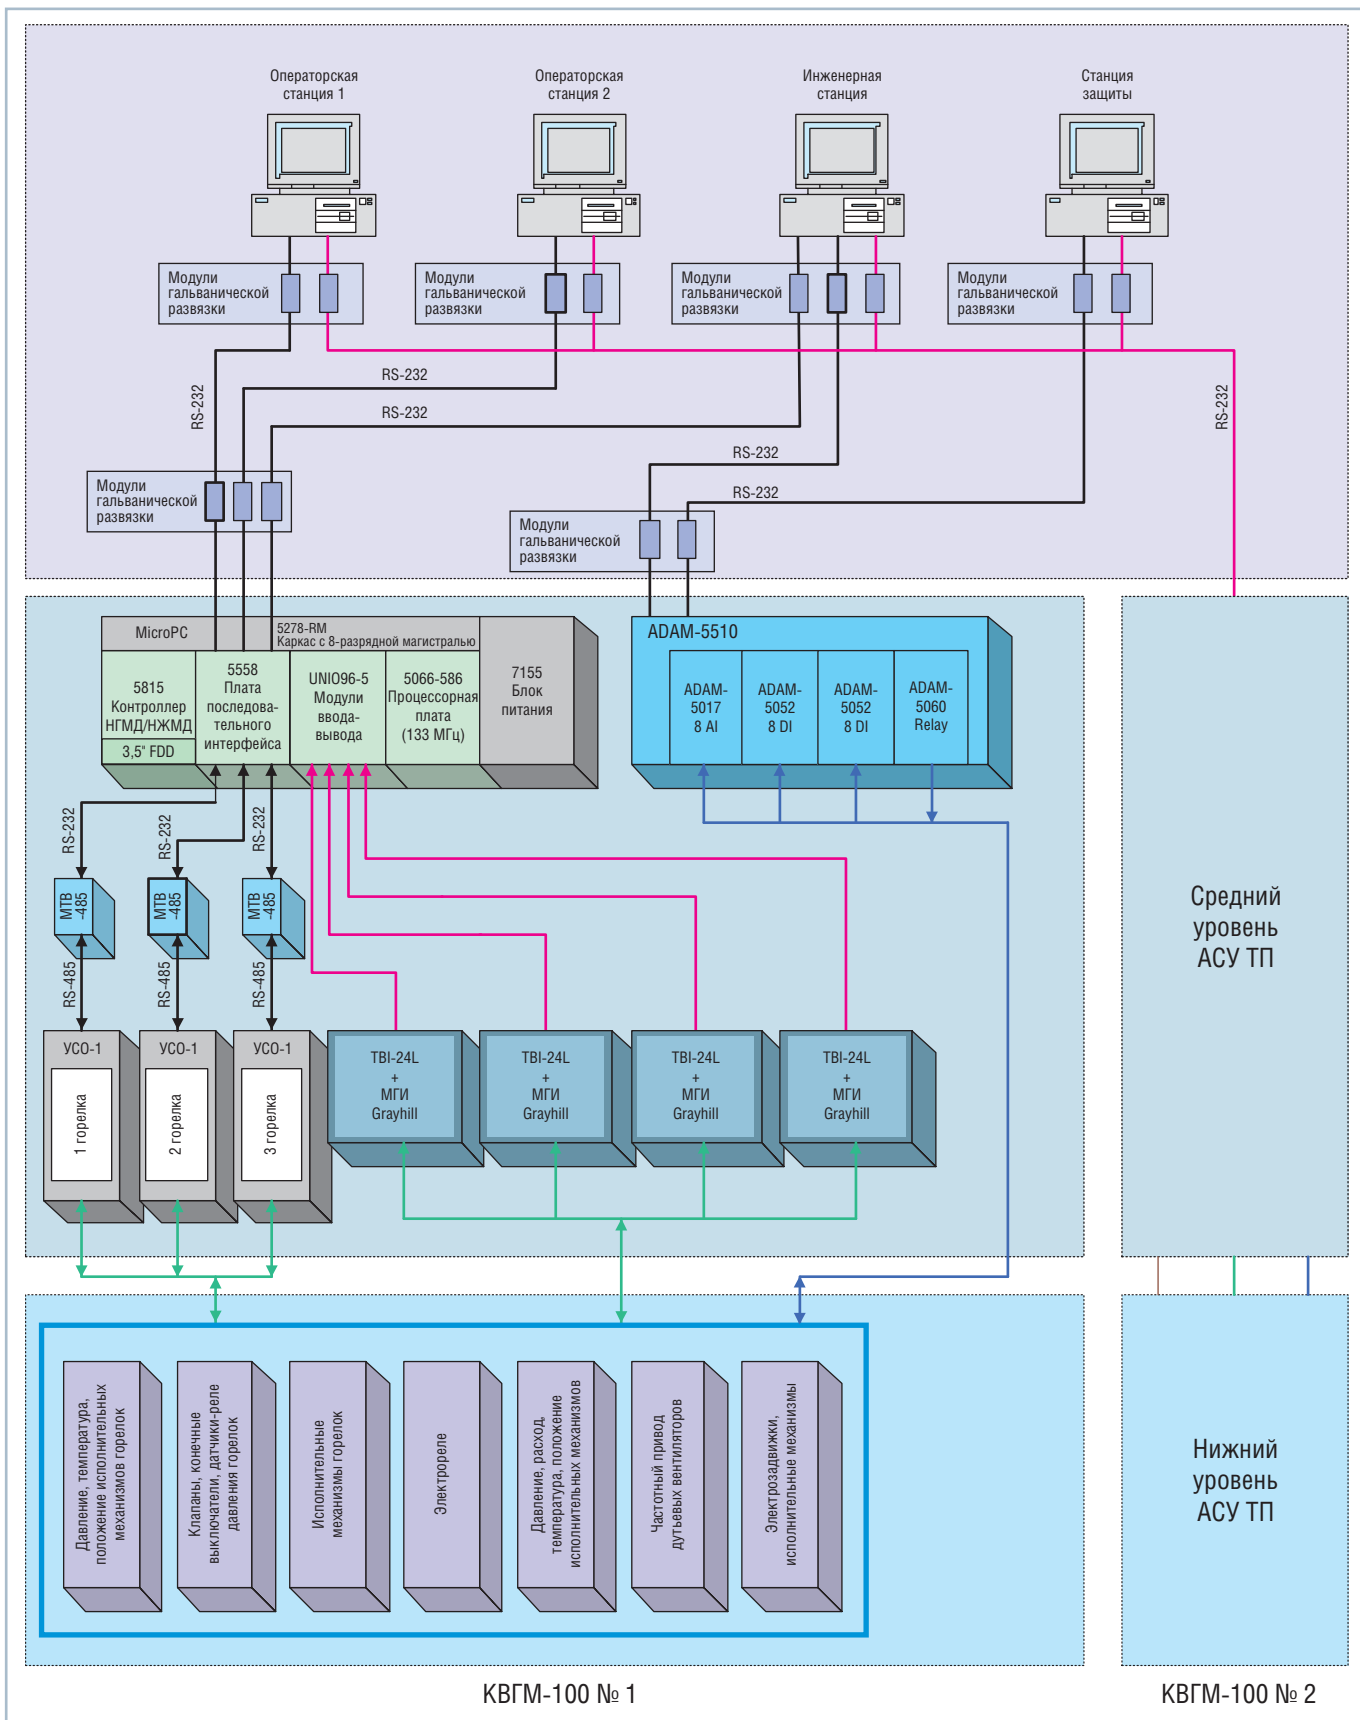 Операторская
станция 1
Операторская
станция 2
Инженерная
станция
Станция
защиты
Модули
гальванической
развязки
Модули
гальванической
развязки
Модули
гальванической
развязки
Модули
гальванической
развязки
RS-232
RS-232
RS-232
RS-232
RS-232
RS-232
Модули
гальванической
развязки
Модули
гальванической
развязки
MicroPC
5278-RM
Каркас с 8-разрядной магистралью
5815
Контроллер
НГМД/НЖМД
3,5" FDD
5558
Плата
последова-
тельного
интерфейса
UNIO96-5
Модули
ввода-
вывода
5066-586
Процессорная
плата
(133 МГц)
7155
Блок
питания
ADAM-5510
ADAM-
5017
8 AI
ADAM-
5052
8 DI
ADAM-
5052
8 DI
ADAM-
5060
Relay
RS-232
RS-232
RS-232
МТВ
-485
МТВ
-485
МТВ
-485
RS-485
RS-485
RS-485
УСО-1
1 горелка
УСО-1
2 горелка
УСО-1
3 горелка
TBI-24L
+
МГИ
Grayhill
TBI-24L
+
МГИ
Grayhill
TBI-24L
+
МГИ
Grayhill
TBI-24L
+
МГИ
Grayhill
Средний
уровень
АСУ ТП
Давление, температура,
положение исполнительных
механизмов горелок
Клапаны, конечные
выключатели, датчики-реле
давления горелок
Исполнительные
механизмы горелок
Электрореле
Давление, расход,
температура, положение
исполнительных механизмов
Частотный привод
дутьевых вентиляторов
Электрозадвижки,
исполнительные механизмы
Нижний
уровень
АСУ ТП
КВГМ-100 № 1
КВГМ-100 № 2